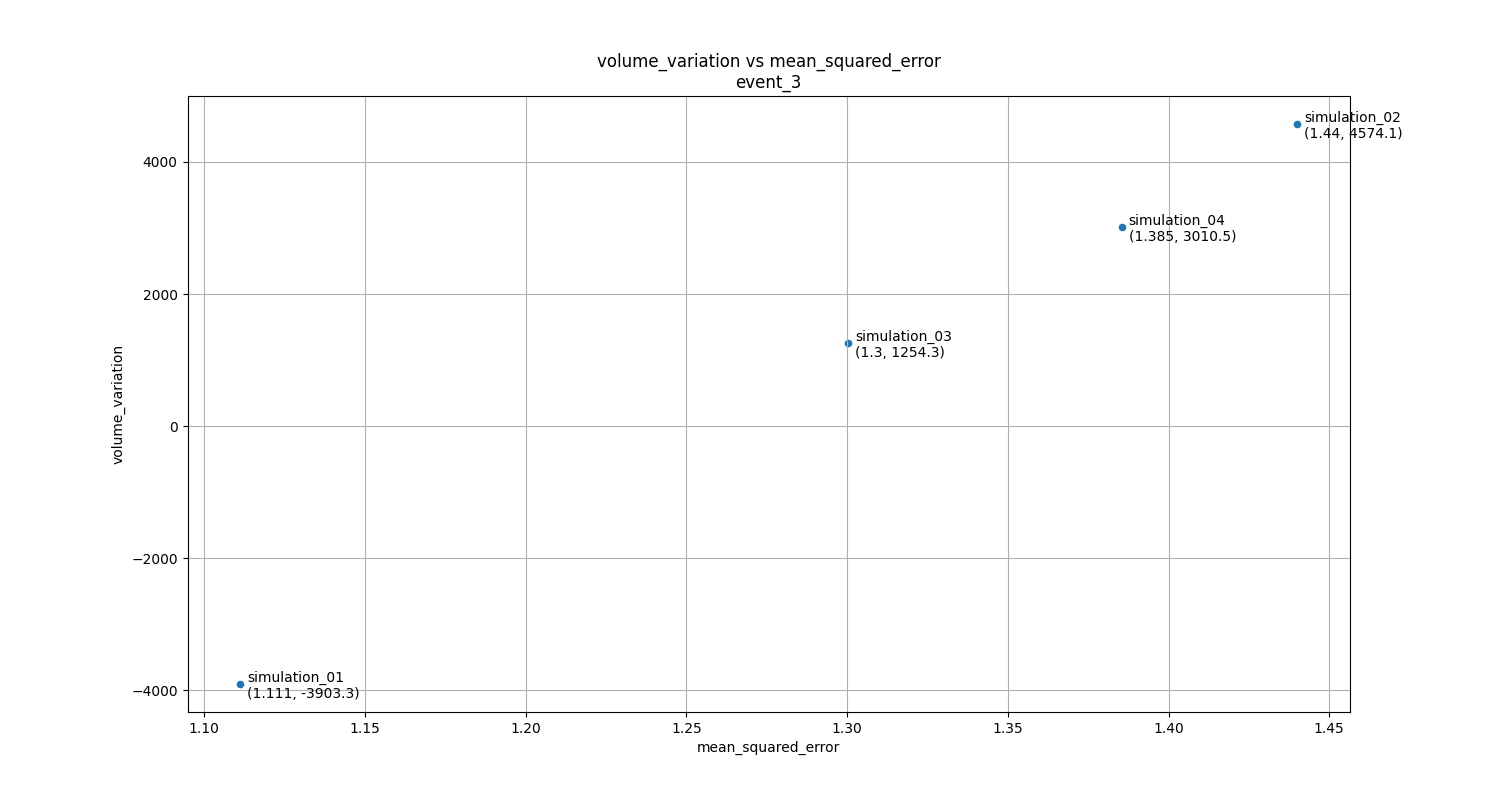 volume_variation vs mean_squared_error
event_3
simulation_02
(1.44, 4574.1)
4000
simulation_04
(1.385, 3010.5)
2000
simulation_03
(1.3, 1254.3)
volume_variation
0
−2000
simulation_01
(1.111, -3903.3)
−4000
1.10 1.15 1.20 1.25 1.30 1.35 1.40 1.45
mean_squared_error